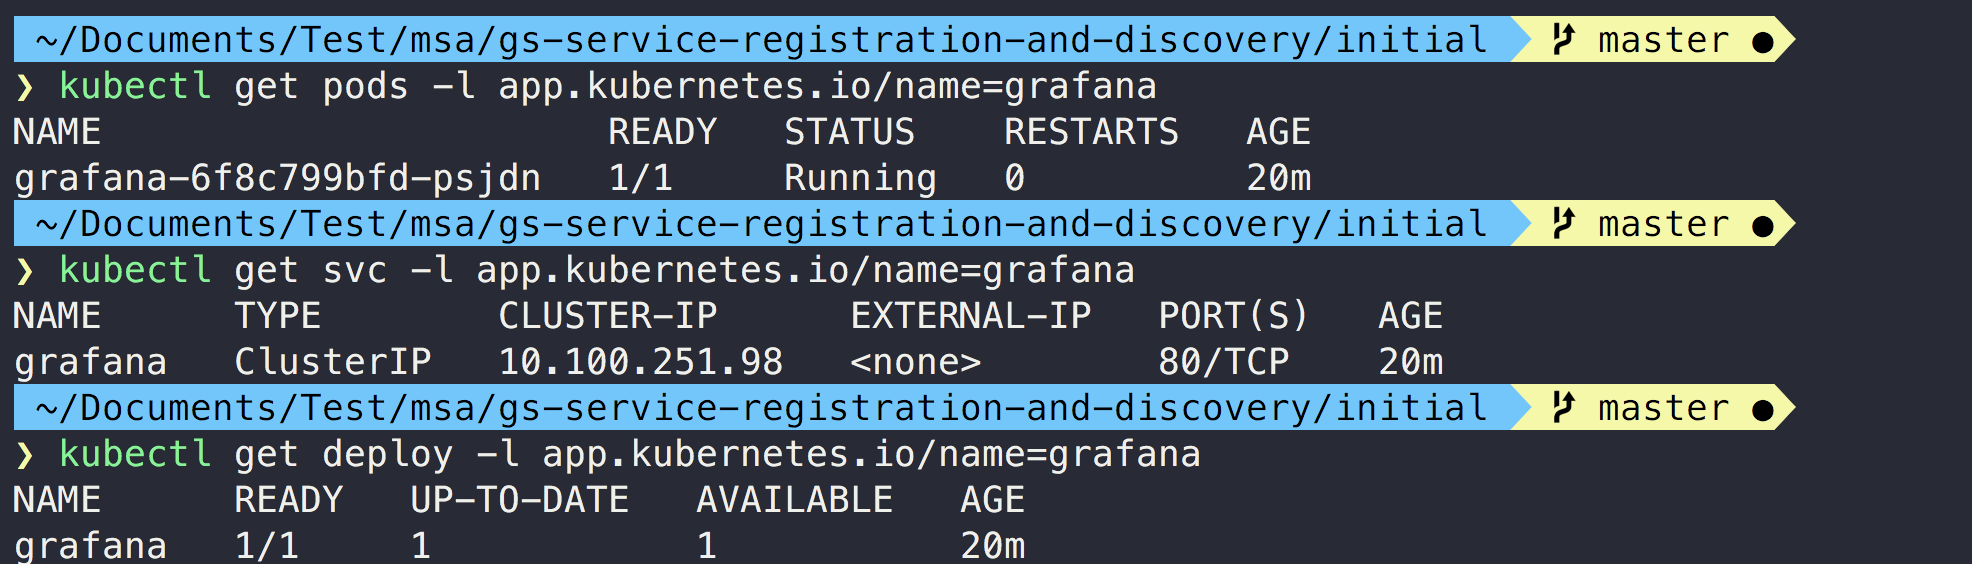 ~/Documents/Test/msa/gs-service-registration-and-discovery/initial master ●
❯ kubectl get pods -l app.kubernetes.io/name=grafana
NAME READY STATUS RESTARTS AGE
grafana-6f8c799bfd-psjdn 1/1 Running 0 20m
~/Documents/Test/msa/gs-service-registration-and-discovery/initial master ●
❯ kubectl get svc -l app.kubernetes.io/name=grafana
NAME TYPE CLUSTER-IP EXTERNAL-IP PORT(S) AGE
grafana ClusterIP 10.100.251.98 <none> 80/TCP 20m
~/Documents/Test/msa/gs-service-registration-and-discovery/initial master ●
❯ kubectl get deploy -l app.kubernetes.io/name=grafana
NAME READY UP-TO-DATE AVAILABLE AGE
grafana 1/1 1 1 20m